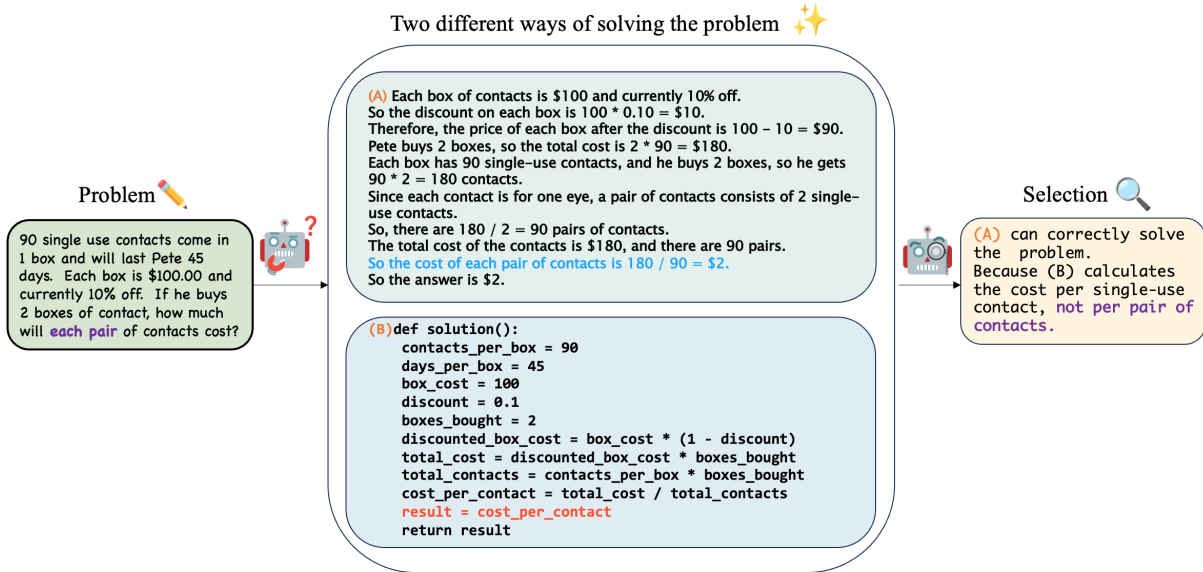 Two different ways of solving the problem
Problem
90 single use contacts come in
1 box and will last Pete 45
days. Each box is $100.00 and
currently 10% off. If he buys
2 boxes of contact, how much
will each pair of contacts cost?
(A) Each box of contacts is $100 and currently 10% off.
So the discount on each box is 100 * 0.10 = $10.
Therefore, the price of each box after the discount is 100 – 10 = $90.
Pete buys 2 boxes, so the total cost is 2 * 90 = $180.
Each box has 90 single-use contacts, and he buys 2 boxes, so he gets
90 * 2 = 180 contacts.
Since each contact is for one eye, a pair of contacts consists of 2 single-
use contacts.
So, there are 180 / 2 = 90 pairs of contacts.
The total cost of the contacts is $180, and there are 90 pairs.
So the cost of each pair of contacts is 180 / 90 = $2.
So the answer is $2.
(B)def solution():
    contacts_per_box = 90
    days_per_box = 45
    box_cost = 100
    discount = 0.1
    boxes_bought = 2
    discounted_box_cost = box_cost * (1 - discount)
    total_cost = discounted_box_cost * boxes_bought
    total_contacts = contacts_per_box * boxes_bought
    cost_per_contact = total_cost / total_contacts
    result = cost_per_contact
    return result
Selection
(A) can correctly solve
the problem.
Because (B) calculates
the cost per single-use
contact, not per pair of
contacts.